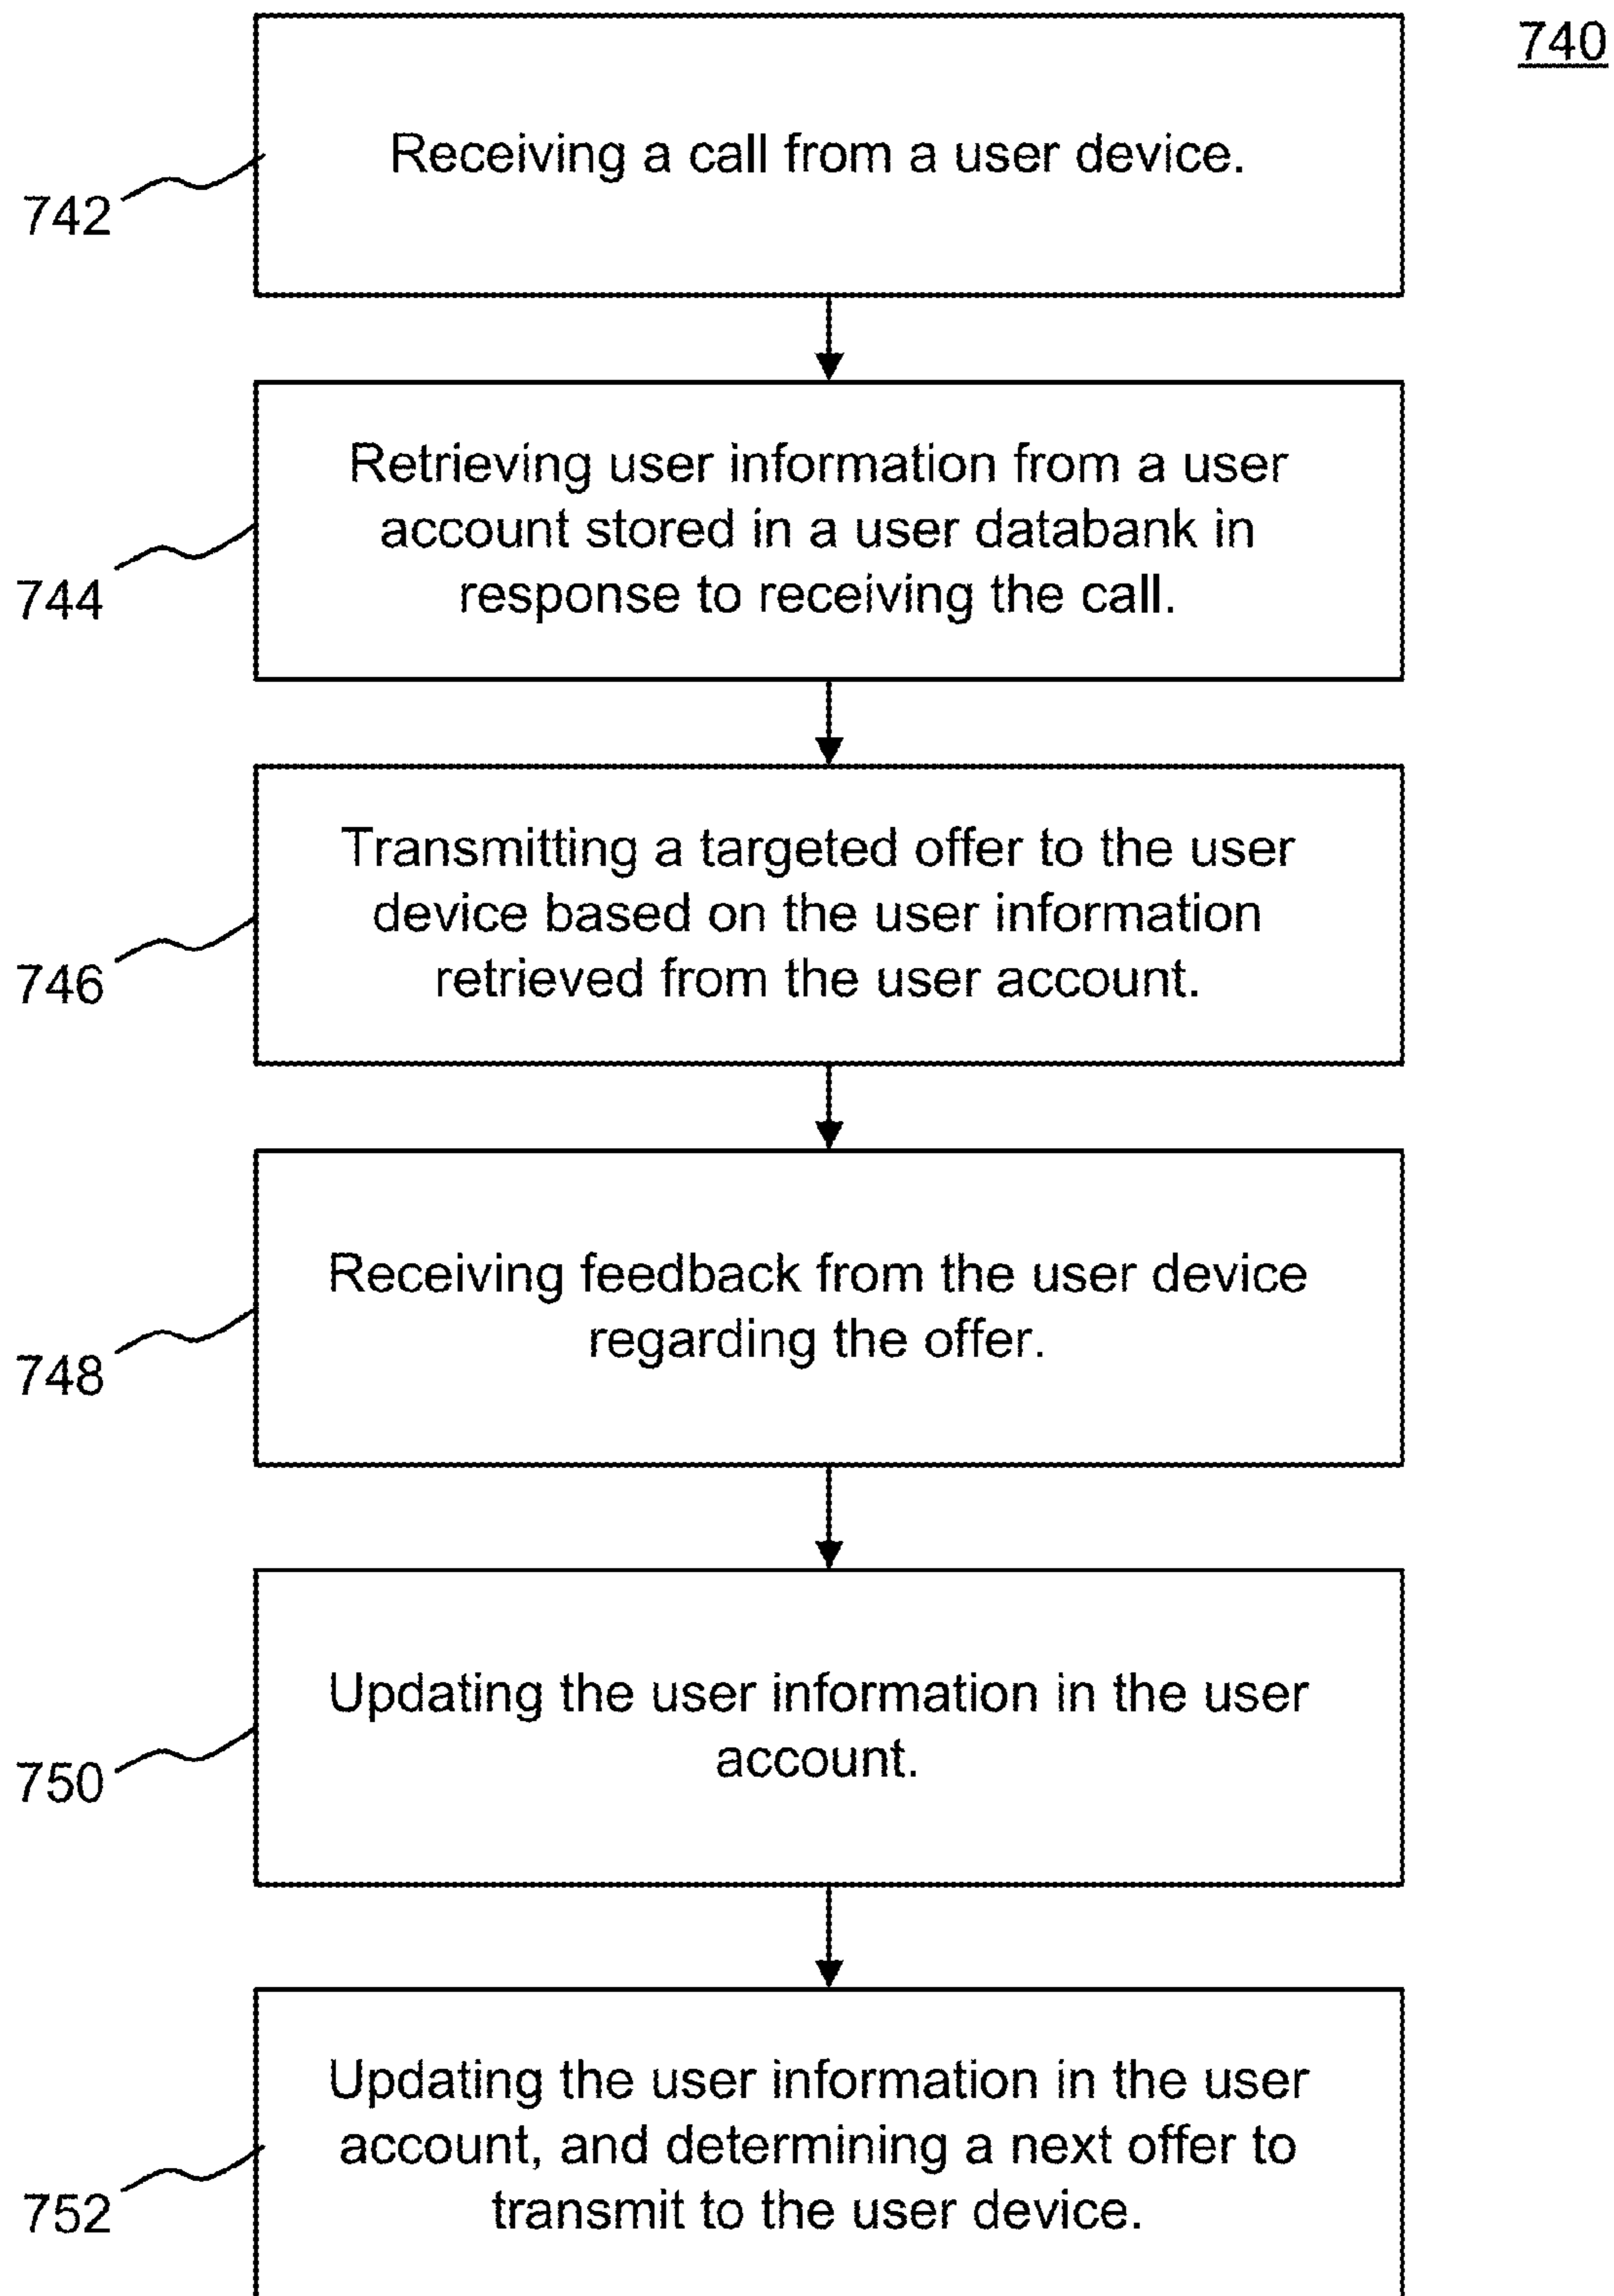 740
Receiving a call from a user device.
742
Retrieving user information from a user
account stored in a user databank in
response to receiving the call.
744
Transmitting a targeted offer to the user
device based on the user information
retrieved from the user account.
746
Receiving feedback from the user device
regarding the offer.
748
Updating the user information in the user
account.
750
Updating the user information in the user
account, and determining a next offer to
transmit to the user device.
752